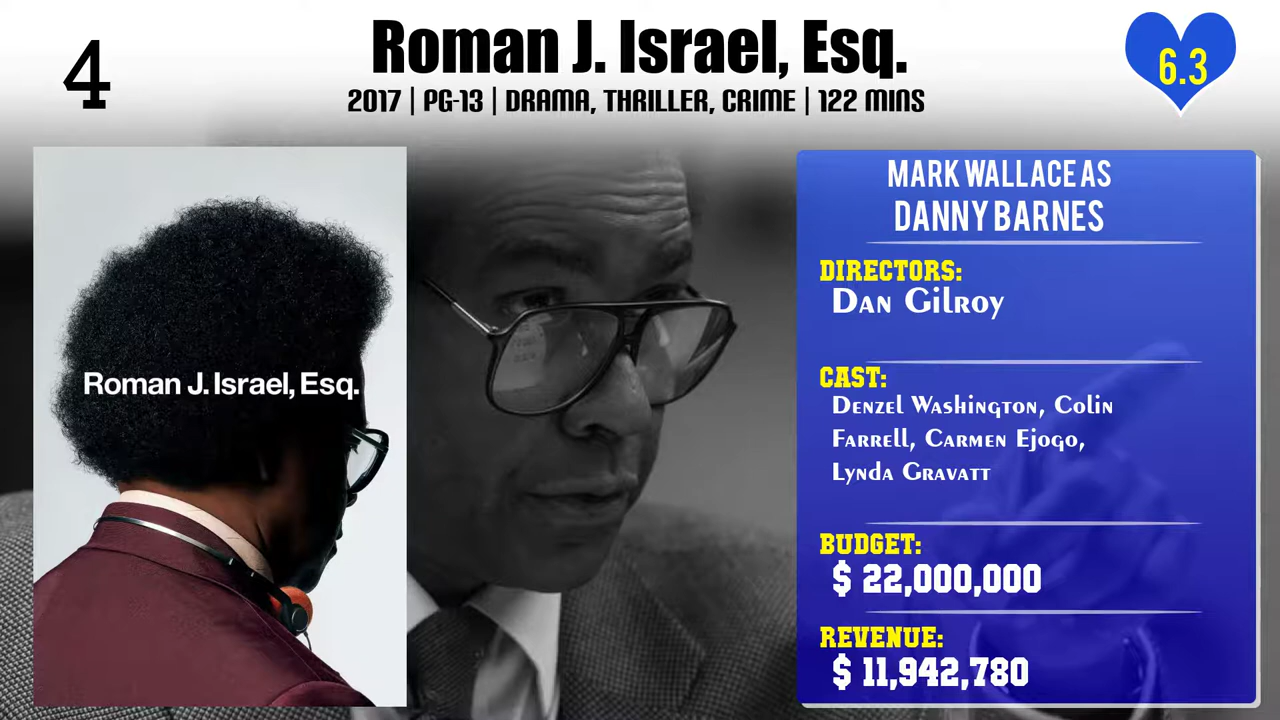 4
Roman J. Israel, Esq.
2017 | PG-13 | DRAMA, THRILLER, CRIME | 122 MINS
6.3
Roman J. Israel, Esq.
MARK WALLACE AS
DANNY BARNES
DIRECTORS:
Dan Gilroy
CAST:
Denzel Washington, Colin
Farrell, Carmen Ejogo,
Lynda Gravatt
BUDGET:
$ 22,000,000
REVENUE:
$ 11,942,780